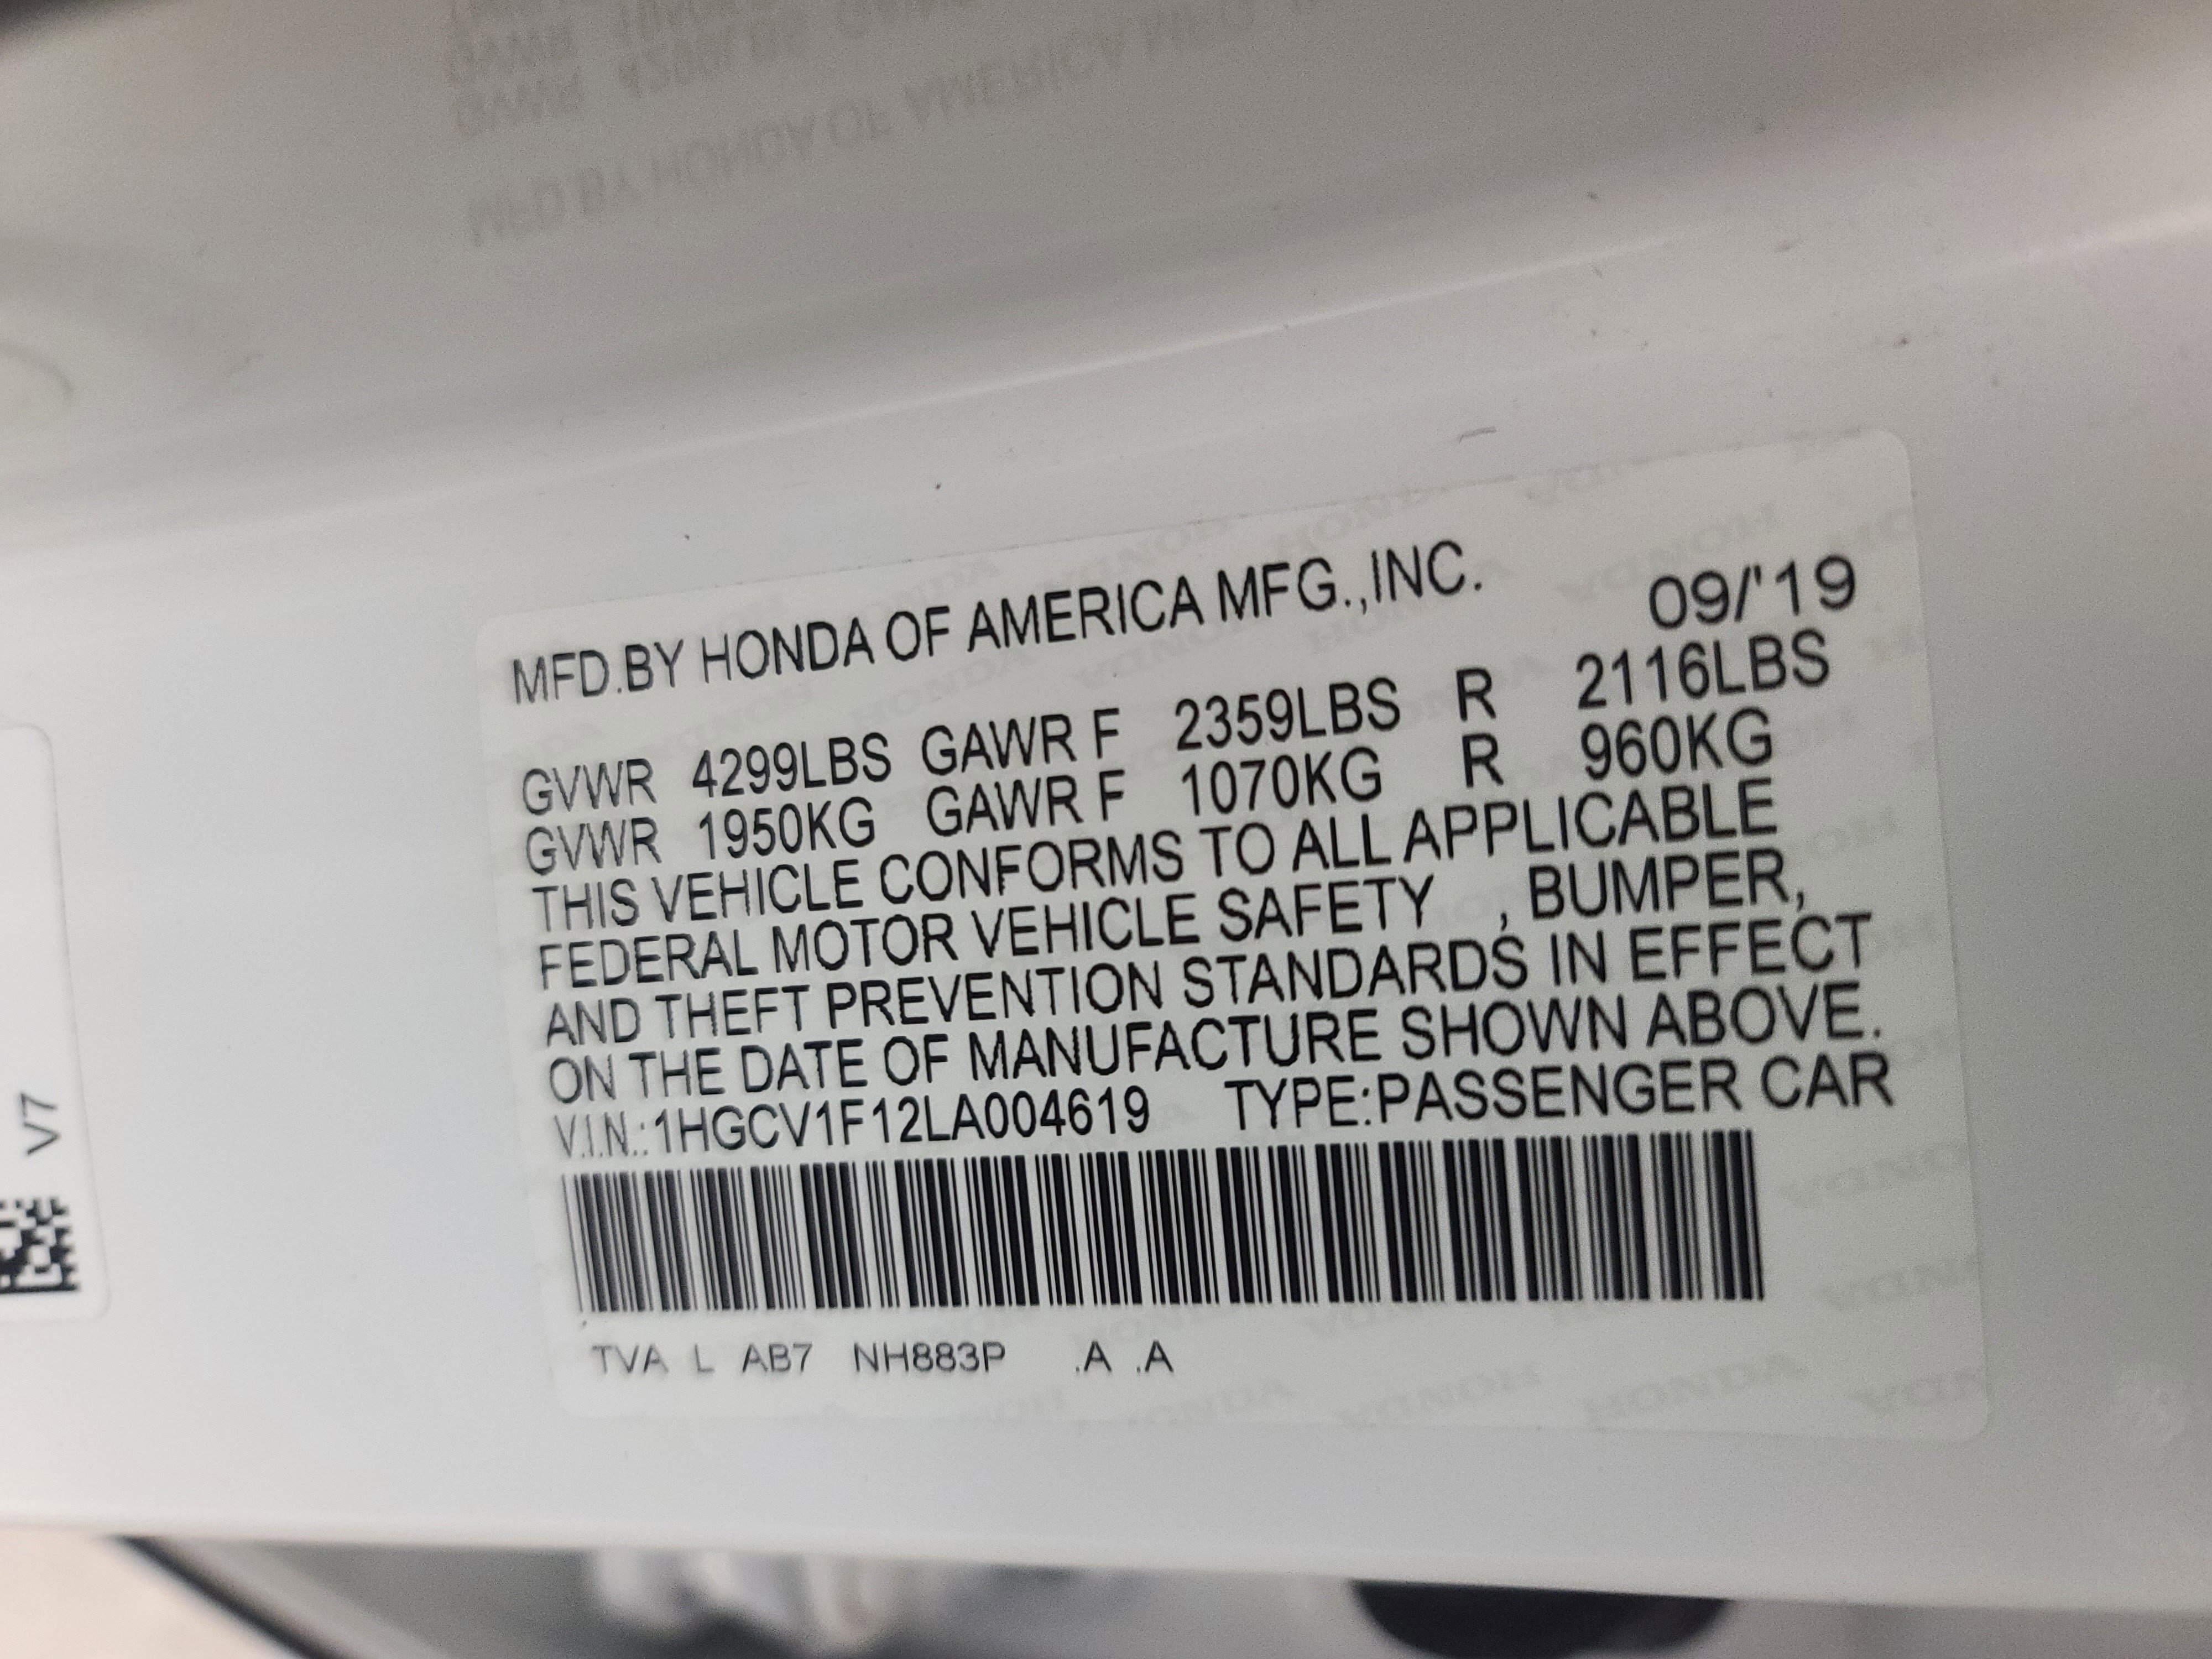 MFD.BY HONDA OF AMERICA MFG.,INC. 09/'19
GVWR 4299LBS GAWR F 2359LBS R 2116LBS
GVWR 1950KG GAWR F 1070KG R 960KG
THIS VEHICLE CONFORMS TO ALL APPLICABLE
FEDERAL MOTOR VEHICLE SAFETY , BUMPER,
AND THEFT PREVENTION STANDARDS IN EFFECT
ON THE DATE OF MANUFACTURE SHOWN ABOVE.
V.I.N.:1HGCV1F12LA004619 TYPE:PASSENGER CAR
TVA L AB7 NH883P .A .A
V7